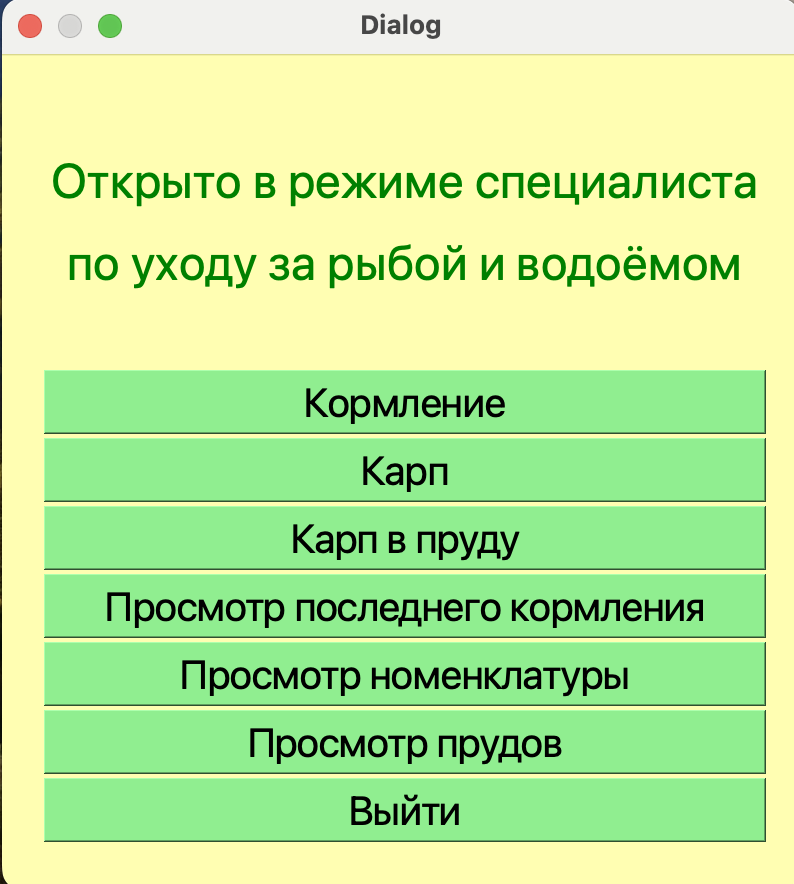 Dialog
Открыто в режиме специалиста
по уходу за рыбой и водоёмом
Кормление
Карп
Карп в пруду
Просмотр последнего кормления
Просмотр номенклатуры
Просмотр прудов
Выйти